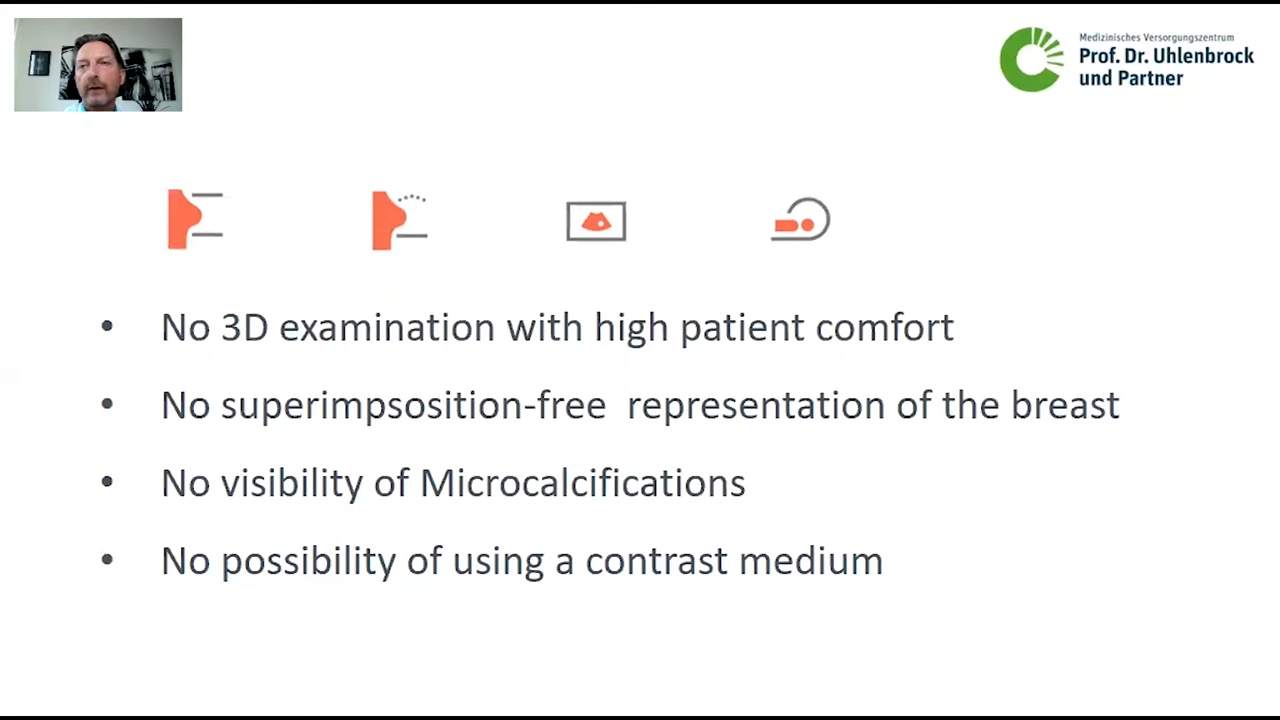 Medizinisches Versorgungszentrum
Prof. Dr. Uhlenbrock
und Partner
• No 3D examination with high patient comfort
• No superimpsosition-free representation of the breast
• No visibility of Microcalcifications
• No possibility of using a contrast medium